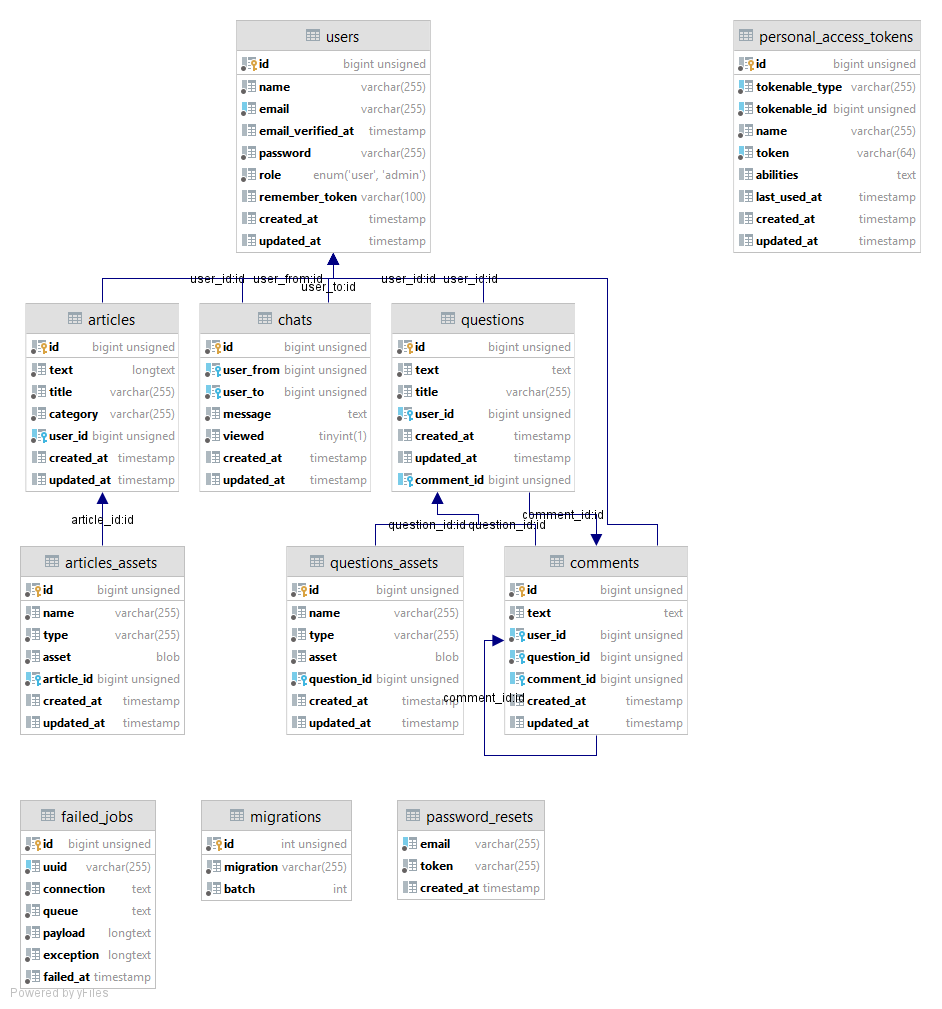 users
id bigint unsigned
name varchar(255)
email varchar(255)
email_verified_at timestamp
password varchar(255)
role enum('user', 'admin')
remember_token varchar(100)
created_at timestamp
updated_at timestamp
personal_access_tokens
id bigint unsigned
tokenable_type varchar(255)
tokenable_id bigint unsigned
name varchar(255)
token varchar(64)
abilities text
last_used_at timestamp
created_at timestamp
updated_at timestamp
user_id:id
user_from:id
user_to:id
user_id:id
user_id:id
articles
id bigint unsigned
text longtext
title varchar(255)
category varchar(255)
user_id bigint unsigned
created_at timestamp
updated_at timestamp
chats
id bigint unsigned
user_from bigint unsigned
user_to bigint unsigned
message text
viewed tinyint(1)
created_at timestamp
updated_at timestamp
questions
id bigint unsigned
text text
title varchar(255)
user_id bigint unsigned
created_at timestamp
updated_at timestamp
comment_id bigint unsigned
article_id:id
question_id:id
question_id:id
comment_id:id
articles_assets
id bigint unsigned
name varchar(255)
type varchar(255)
asset blob
article_id bigint unsigned
created_at timestamp
updated_at timestamp
questions_assets
id bigint unsigned
name varchar(255)
type varchar(255)
asset blob
question_id bigint unsigned
created_at timestamp
updated_at timestamp
comment_id:id
comments
id bigint unsigned
text text
user_id bigint unsigned
question_id bigint unsigned
comment_id bigint unsigned
created_at timestamp
updated_at timestamp
failed_jobs
id bigint unsigned
uuid varchar(255)
connection text
queue text
payload longtext
exception longtext
failed_at timestamp
migrations
id int unsigned
migration varchar(255)
batch int
password_resets
email varchar(255)
token varchar(255)
created_at timestamp
Powered by yFiles